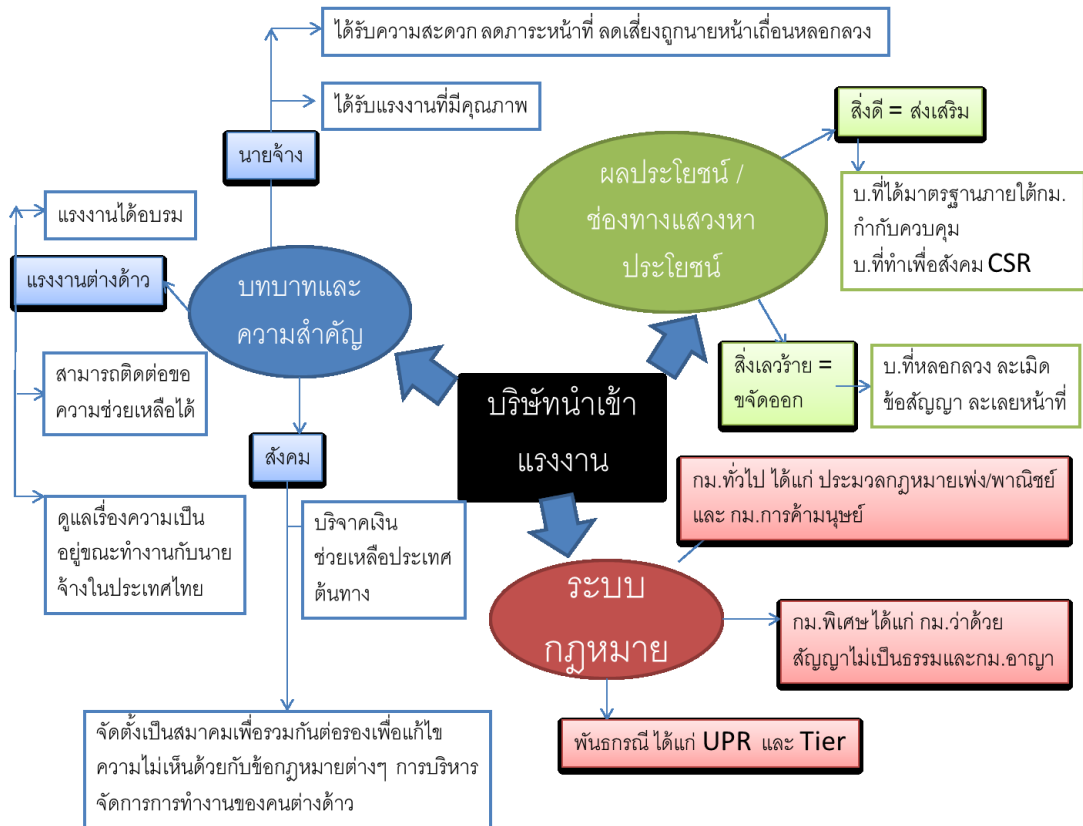 ได้รับความสะดวก ลดภาระหน้าที่ ลดเสี่ยงถูกนายหน้าเถื่อนหลอกลวง
ได้รับแรงงานที่มีคุณภาพ
นายจ้าง
แรงงานได้อบรม
แรงงานต่างด้าว
สามารถติดต่อขอ
ความช่วยเหลือได้
ดูแลเรื่องความเป็น
อยู่ขณะทำงานกับนาย
จ้างในประเทศไทย
บทบาทและ
ความสำคัญ
สังคม
บริจาคเงิน
ช่วยเหลือประเทศ
ต้นทาง
จัดตั้งเป็นสมาคมเพื่อรวมกันต่อรองเพื่อแก้ไข
ความไม่เห็นด้วยกับข้อกฎหมายต่างๆ การบริหาร
จัดการการทำงานของคนต่างด้าว
บริษัทนำเข้า
แรงงาน
ผลประโยชน์ /
ช่องทางแสวงหา
ประโยชน์
สิ่งดี = ส่งเสริม
บ.ที่ได้มาตรฐานภายใต้กม.
กำกับควบคุม
บ.ที่ทำเพื่อสังคม CSR
สิ่งเลวร้าย =
ขจัดออก
บ.ที่หลอกลวง ละเมิด
ข้อสัญญา ละเลยหน้าที่
ระบบ
กฎหมาย
กม.ทั่วไป ได้แก่ ประมวลกฎหมายเพ่ง/พาณิชย์
และ กม.การค้ามนุษย์
กม.พิเศษ ได้แก่ กม.ว่าด้วย
สัญญาไม่เป็นธรรมและกม.อาญา
พันธกรณี ได้แก่ UPR และ Tier